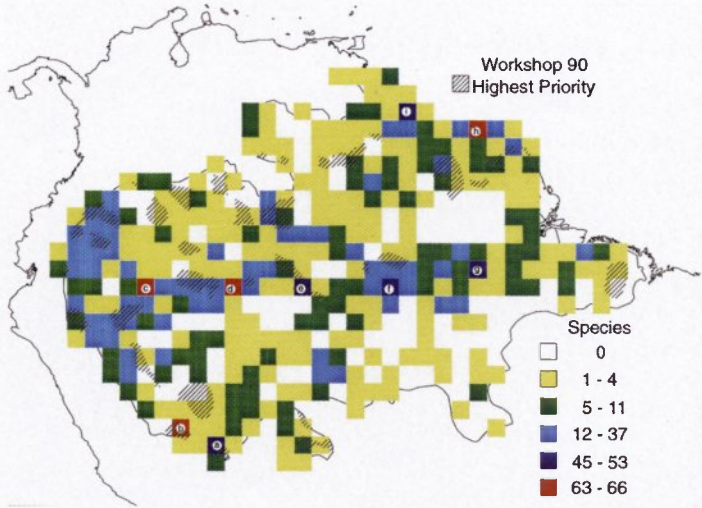 Workshop 90
Highest Priority
i
h
c
d
e
f
g
b
a
Species
0
1 - 4
5 - 11
12 - 37
45 - 53
63 - 66